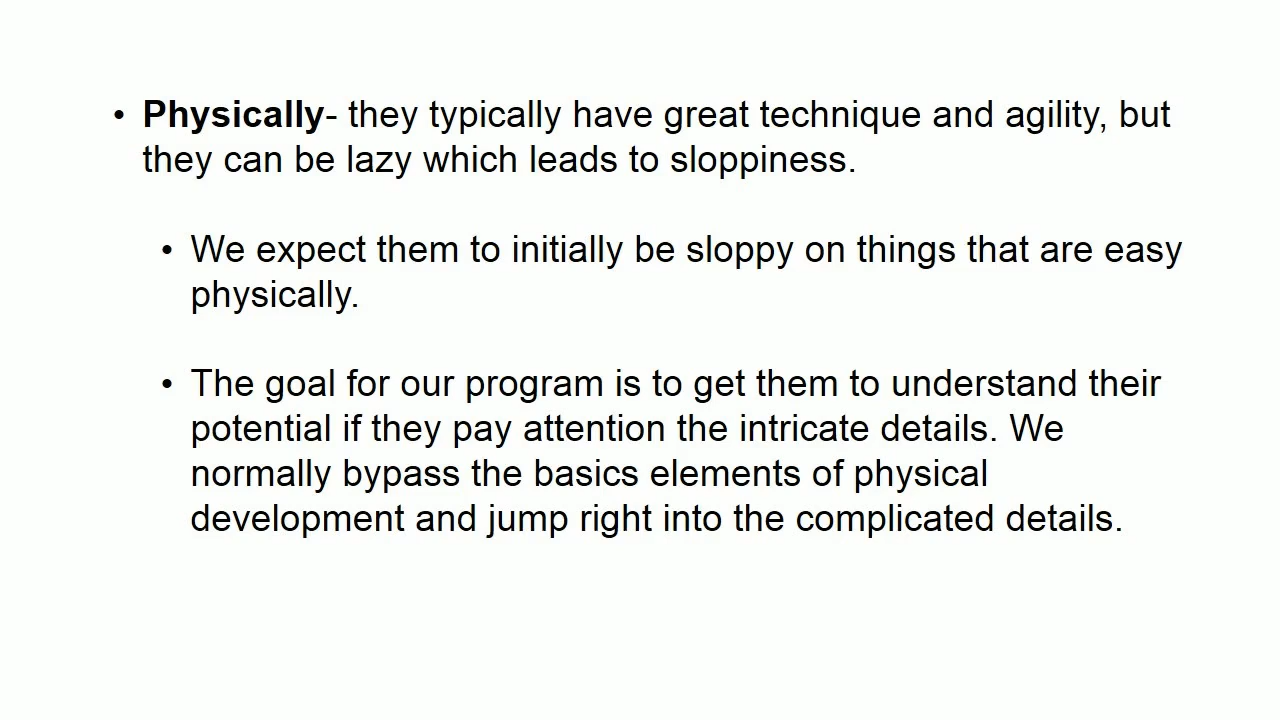 • Physically- they typically have great technique and agility, but
they can be lazy which leads to sloppiness.
• We expect them to initially be sloppy on things that are easy
physically.
• The goal for our program is to get them to understand their
potential if they pay attention the intricate details. We
normally bypass the basics elements of physical
development and jump right into the complicated details.